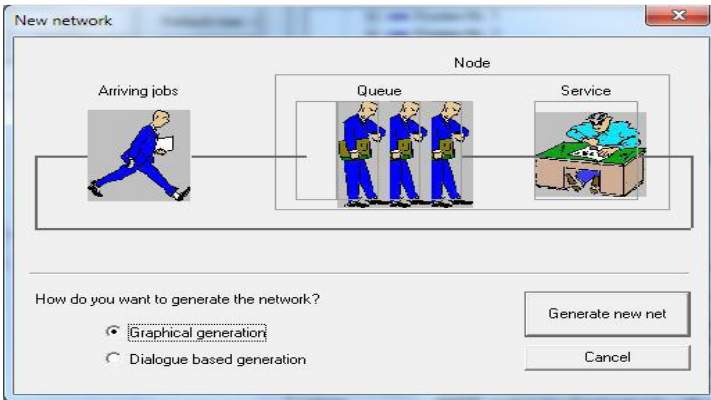 New network
Node
Arriving jobs
Queue
Service
How do you want to generate the network?
Graphical generation
Dialogue based generation
Generate new net
Cancel